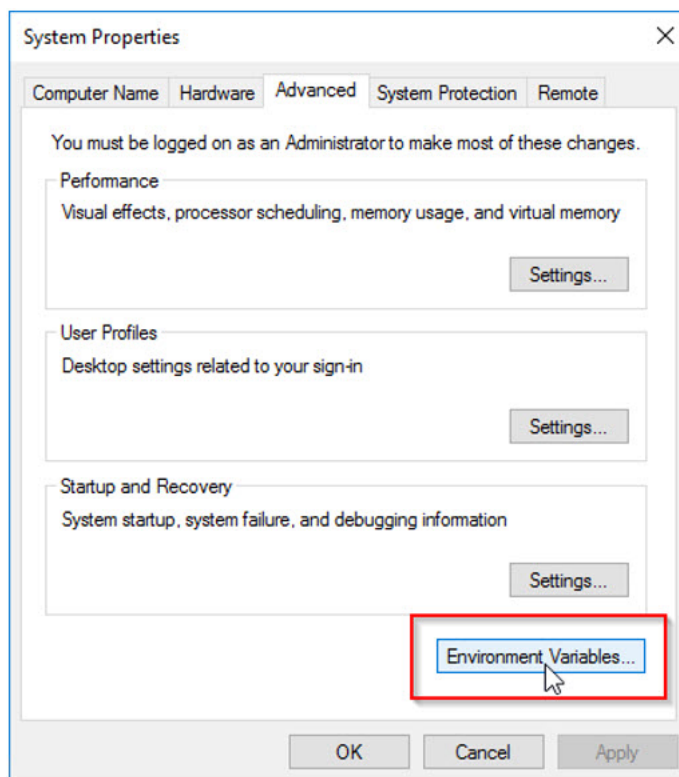 System Properties
Computer Name Hardware Advanced System Protection Remote
You must be logged on as an Administrator to make most of these changes.
Performance
Visual effects, processor scheduling, memory usage, and virtual memory
Settings...
User Profiles
Desktop settings related to your sign-in
Settings...
Startup and Recovery
System startup, system failure, and debugging information
Settings...
Environment Variables...
OK Cancel Apply